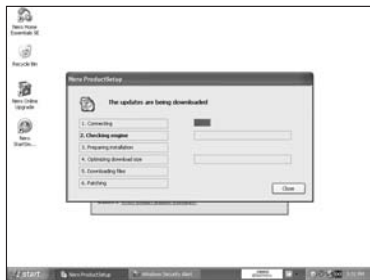 Nero Home
Essentials SE
Recycle Bin
Nero Online
Upgrade
Nero
StartSm...
Nero ProductSetup
The updates are being downloaded
1. Connecting
2. Checking engine
3. Preparing installation
4. Optimizing download size
5. Downloading files
6. Patching
Close
start
Nero ProductSetup
Windows Security Alert